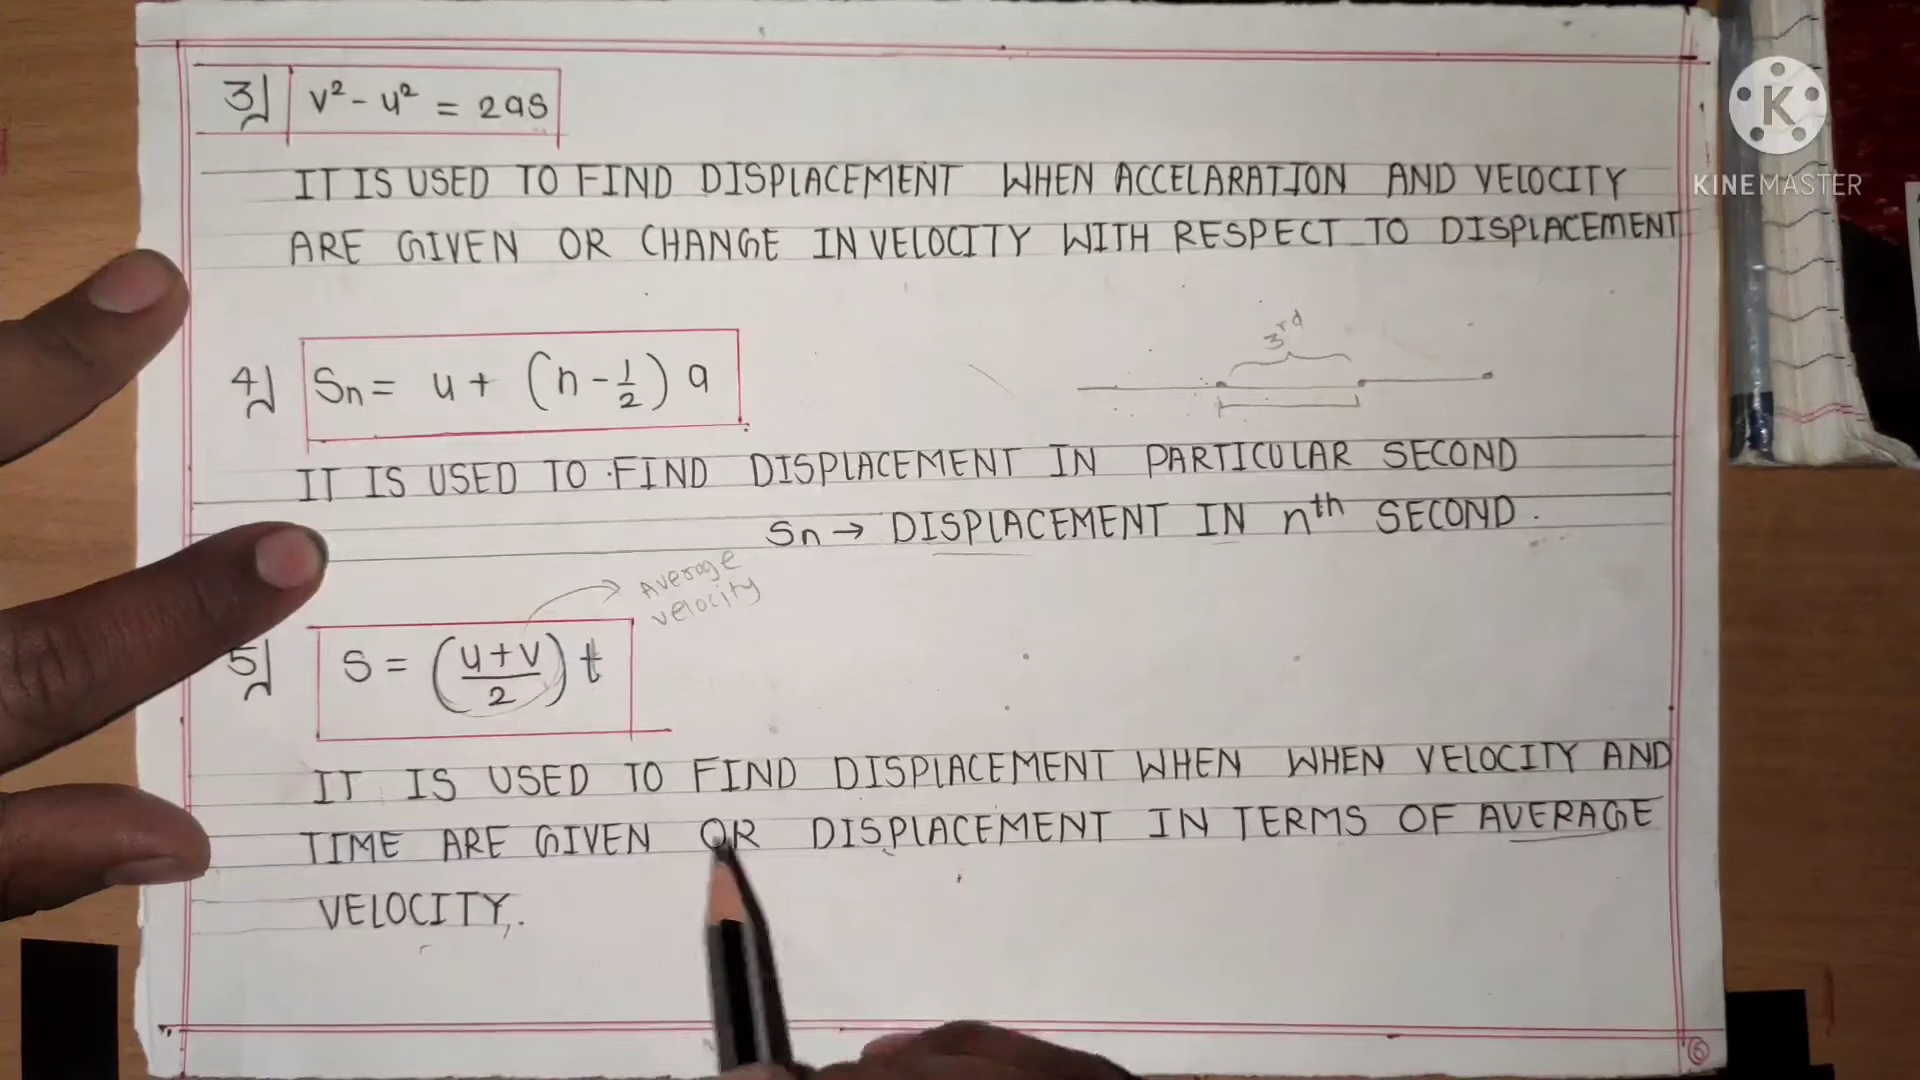 3] v² - u² = 2as
IT IS USED TO FIND DISPLACEMENT WHEN ACCELARATION AND VELOCITY
ARE GIVEN OR CHANGE IN VELOCITY WITH RESPECT TO DISPLACEMENT
3rd
4] Sn = u + (n - 1/2) a
IT IS USED TO FIND DISPLACEMENT IN PARTICULAR SECOND
Sn → DISPLACEMENT IN nth SECOND.
Average
velocity
5] S = (u+v/2) t
IT IS USED TO FIND DISPLACEMENT WHEN WHEN VELOCITY AND
TIME ARE GIVEN OR DISPLACEMENT IN TERMS OF AVERAGE
VELOCITY.
6
K
KINEMASTER